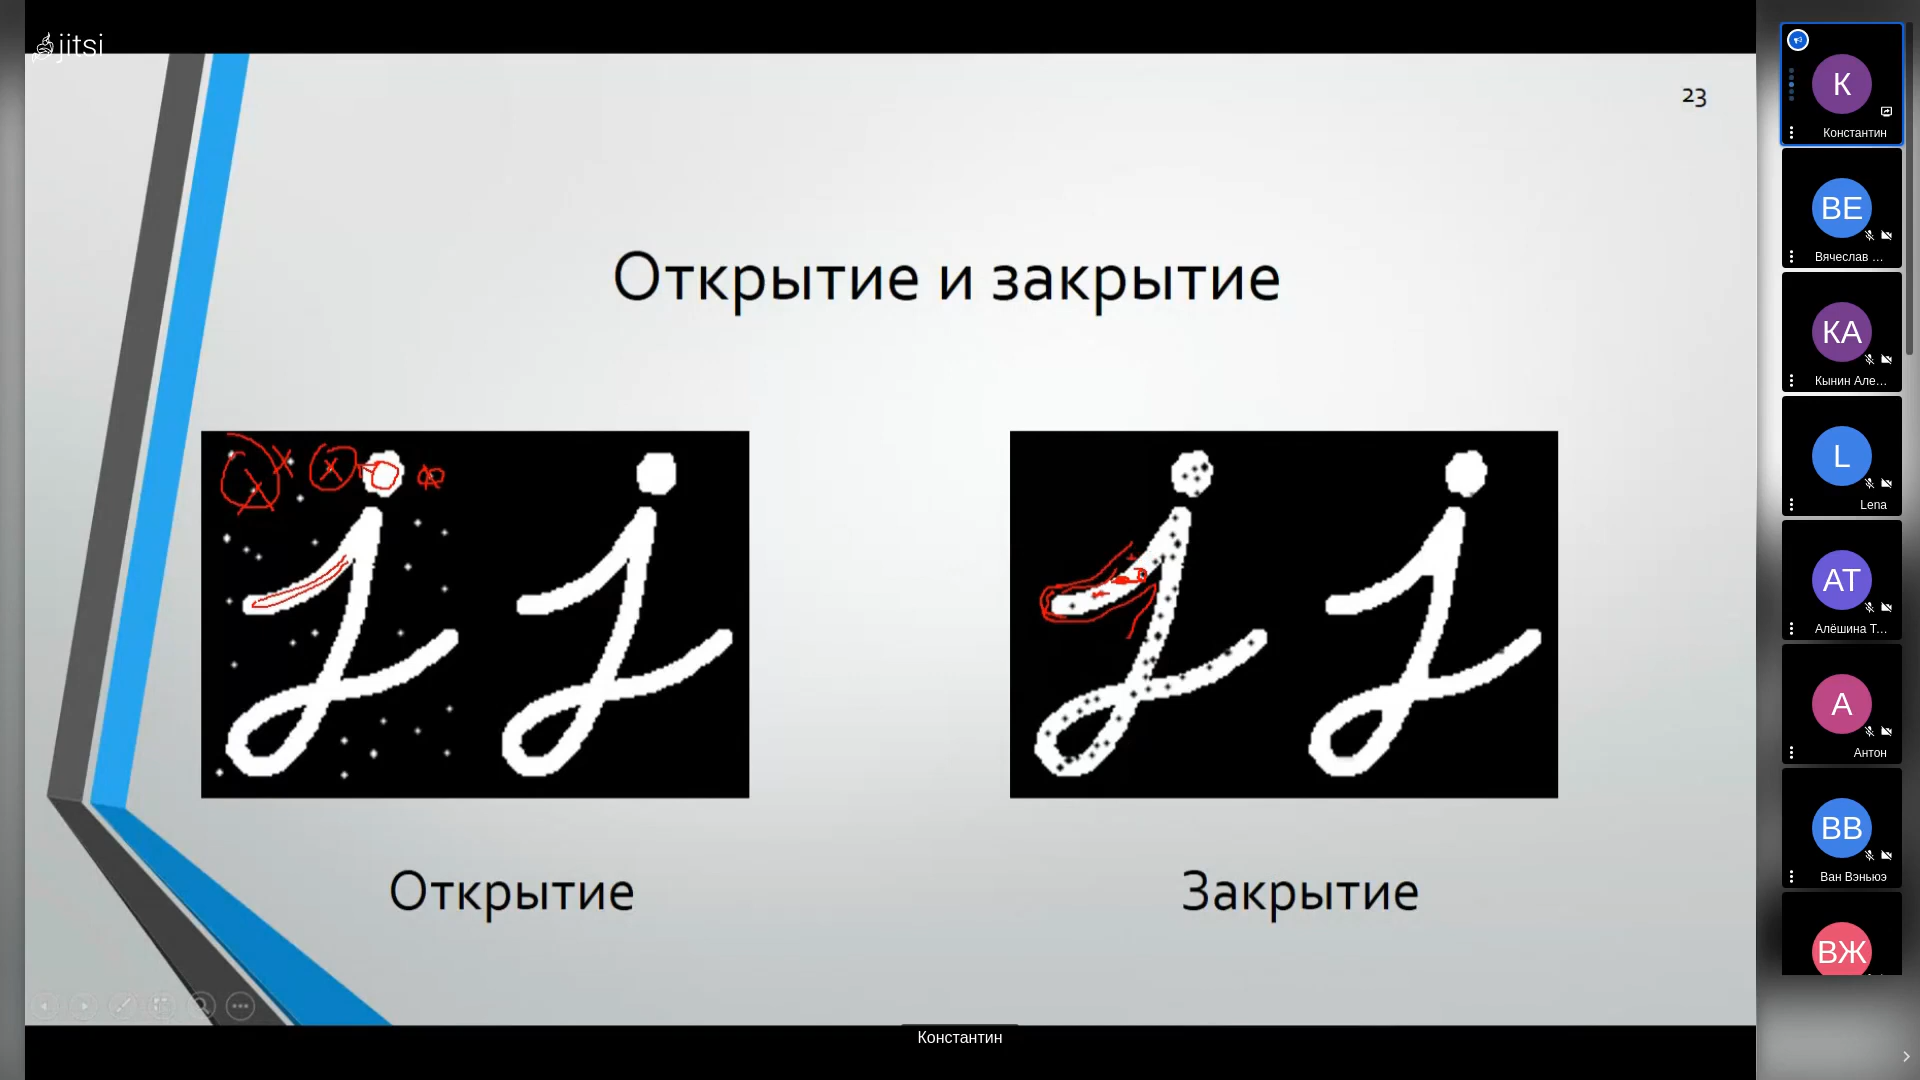 jitsi
23
Открытие и закрытие
Открытие
Закрытие
Константин
К
Константин
ВЕ
Вячеслав ...
КА
Кынин Але...
L
Lena
АТ
Алёшина Т...
А
Антон
ВВ
Ван Вэньюэ
ВЖ